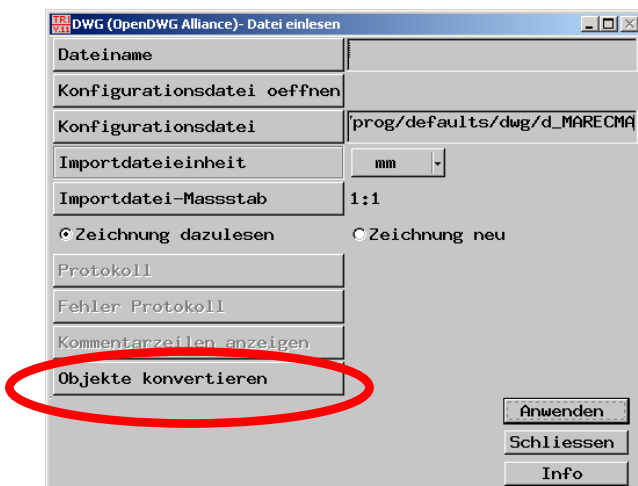 TRI V.11 DWG (OpenDWG Alliance)- Datei einlesen
Dateiname
Konfigurationsdatei oeffnen
Konfigurationsdatei prog/defaults/dwg/d_MARECMA
Importdateieinheit mm
Importdatei-Massstab 1:1
Zeichnung dazulesen Zeichnung neu
Protokoll
Fehler Protokoll
Kommentarzeilen anzeigen
Objekte konvertieren
Anwenden
Schliessen
Info